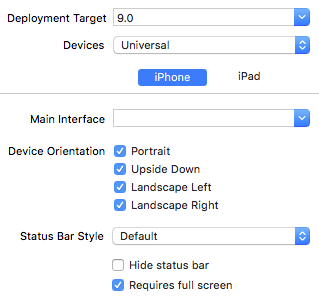 Deployment Target 9.0
Devices Universal
iPhone iPad
Main Interface
Device Orientation Portrait
Upside Down
Landscape Left
Landscape Right
Status Bar Style Default
Hide status bar
Requires full screen